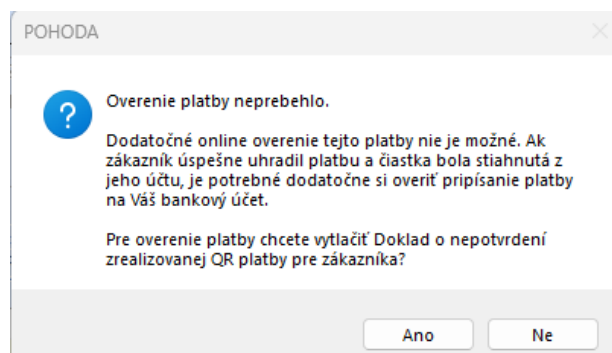 POHODA
Overenie platby neprebehlo.
Dodatočné online overenie tejto platby nie je možné. Ak
zákazník úspešne uhradil platbu a čiastka bola stiahnutá z
jeho účtu, je potrebné dodatočne si overiť pripísanie platby
na Váš bankový účet.
Pre overenie platby chcete vytlačiť Doklad o nepotvrdení
zrealizovanej QR platby pre zákazníka?
Ano
Ne